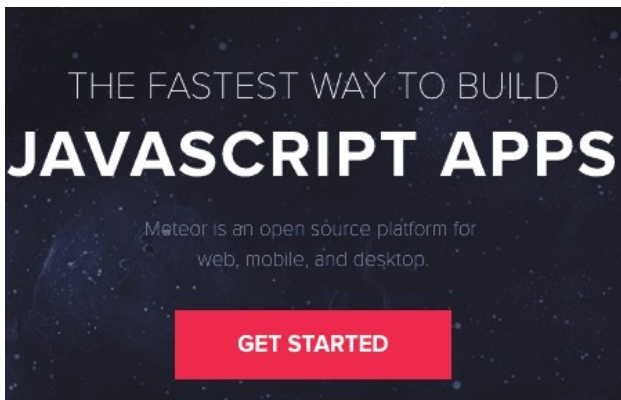 THE FASTEST WAY TO BUILD
JAVASCRIPT APPS
Meteor is an open source platform for
web, mobile, and desktop.
GET STARTED